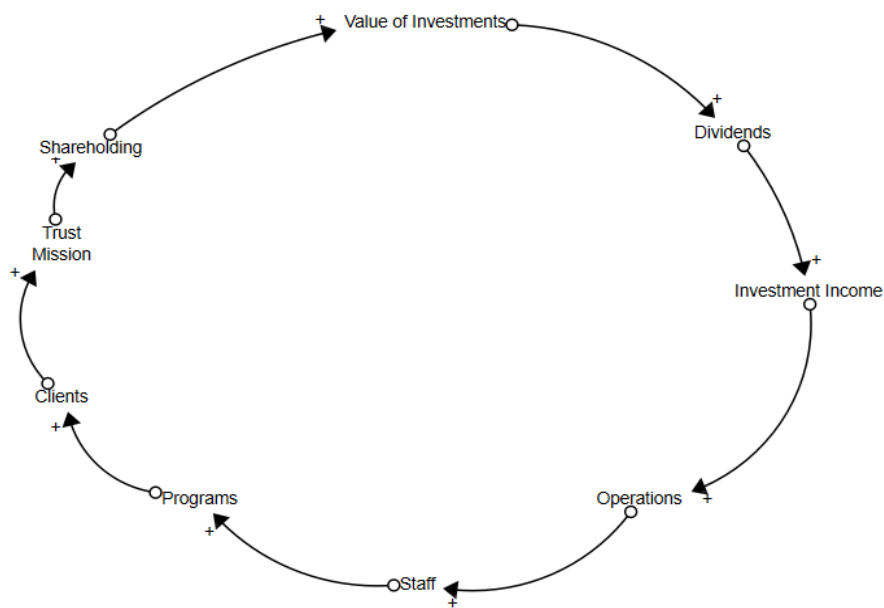 +
Value of Investments
+
Dividends
Shareholding
+
Trust
Mission
+
+
Investment Income
Clients
+
Programs
Operations
+
+
Staff
+